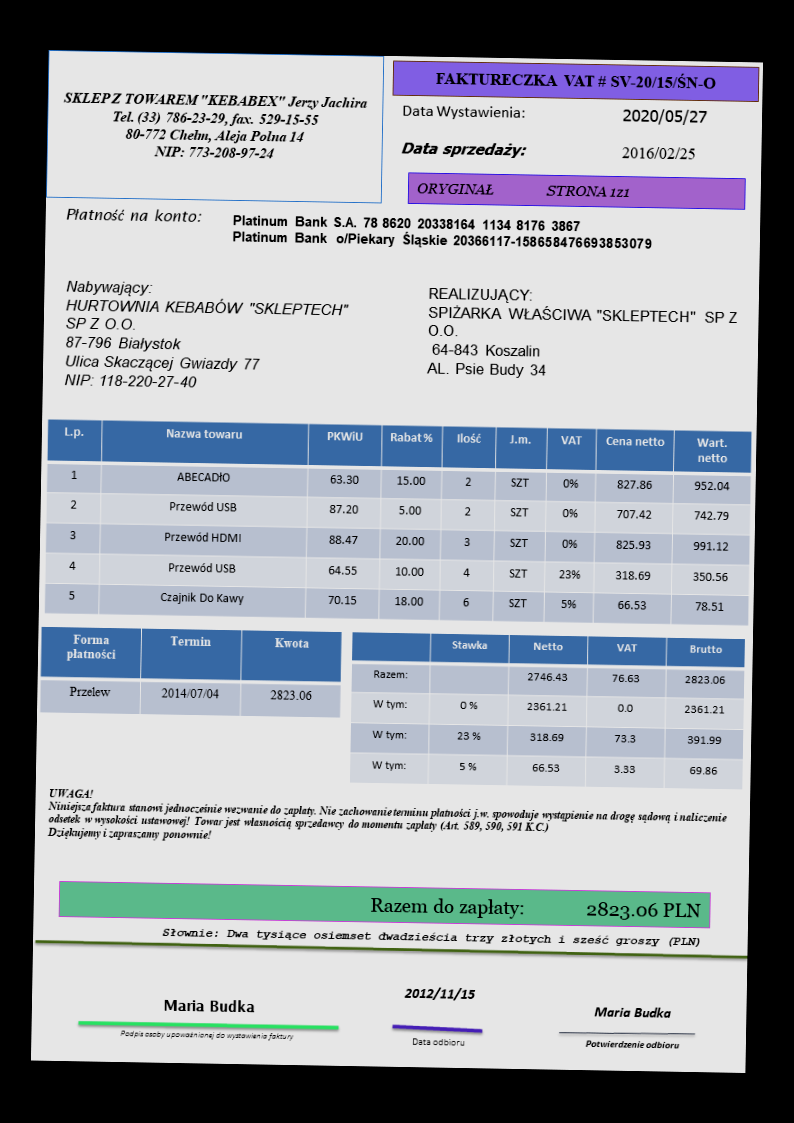 SKLEP Z TOWAREM "KEBABEX" Jerzy Jachira
Tel. (33) 786-23-29, fax. 529-15-55
80-772 Chełm, Aleja Polna 14
NIP: 773-208-97-24
FAKTURECZKA VAT # SV-20/15/ŚN-O
Data Wystawienia: 2020/05/27
Data sprzedaży: 2016/02/25
ORYGINAŁ STRONA 1z1
Płatność na konto: Platinum Bank S.A. 78 8620 20338164 1134 8176 3867
Platinum Bank o/Piekary Śląskie 20366117-158658476693853079
Nabywający:
HURTOWNIA KEBABÓW "SKLEPTECH"
SP Z O.O.
87-796 Białystok
Ulica Skaczącej Gwiazdy 77
NIP: 118-220-27-40
REALIZUJĄCY:
SPIŻARKA WŁAŚCIWA "SKLEPTECH" SP Z
O.O.
64-843 Koszalin
AL. Psie Budy 34
L.p. Nazwa towaru PKWiU Rabat % Ilość J.m. VAT Cena netto Wart. netto
1 ABECADŁO 63.30 15.00 2 SZT 0% 827.86 952.04
2 Przewód USB 87.20 5.00 2 SZT 0% 707.42 742.79
3 Przewód HDMI 88.47 20.00 3 SZT 0% 825.93 991.12
4 Przewód USB 64.55 10.00 4 SZT 23% 318.69 350.56
5 Czajnik Do Kawy 70.15 18.00 6 SZT 5% 66.53 78.51
Forma płatności Termin Kwota
Przelew 2014/07/04 2823.06
Stawka Netto VAT Brutto
Razem: 2746.43 76.63 2823.06
W tym: 0 % 2361.21 0.0 2361.21
W tym: 23 % 318.69 73.3 391.99
W tym: 5 % 66.53 3.33 69.86
UWAGA!
Niniejsza faktura stanowi jednocześnie wezwanie do zapłaty. Nie zachowanie terminu płatności j.w. spowoduje wystąpienie na drogę sądową i naliczenie
odsetek w wysokości ustawowej! Towar jest własnością sprzedawcy do momentu zapłaty (Art. 589, 590, 591 K.C.)
Dziękujemy i zapraszamy ponownie!
Razem do zapłaty: 2823.06 PLN
Słownie: Dwa tysiące osiemset dwadzieścia trzy złotych i sześć groszy (PLN)
Maria Budka
Podpis osoby upoważnionej do wystawienia faktury
2012/11/15
Data odbioru
Maria Budka
Potwierdzenie odbioru